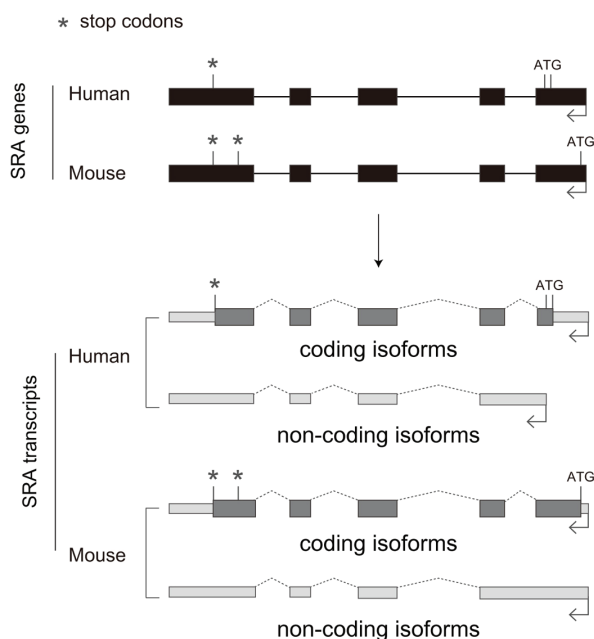 * stop codons
SRA genes
Human
*
ATG
Mouse
* *
ATG
SRA transcripts
Human
*
ATG
coding isoforms
non-coding isoforms
Mouse
* *
ATG
coding isoforms
non-coding isoforms